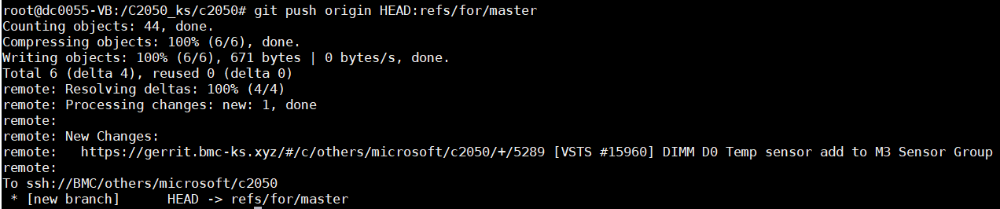 root@dc0055-VB:/C2050_ks/c2050# git push origin HEAD:refs/for/master
Counting objects: 44, done.
Compressing objects: 100% (6/6), done.
Writing objects: 100% (6/6), 671 bytes | 0 bytes/s, done.
Total 6 (delta 4), reused 0 (delta 0)
remote: Resolving deltas: 100% (4/4)
remote: Processing changes: new: 1, done
remote:
remote: New Changes:
remote:   https://gerrit.bmc-ks.xyz/#/c/others/microsoft/c2050/+/5289 [VSTS #15960] DIMM D0 Temp sensor add to M3 Sensor Group
remote:
To ssh://BMC/others/microsoft/c2050
 * [new branch]      HEAD -> refs/for/master